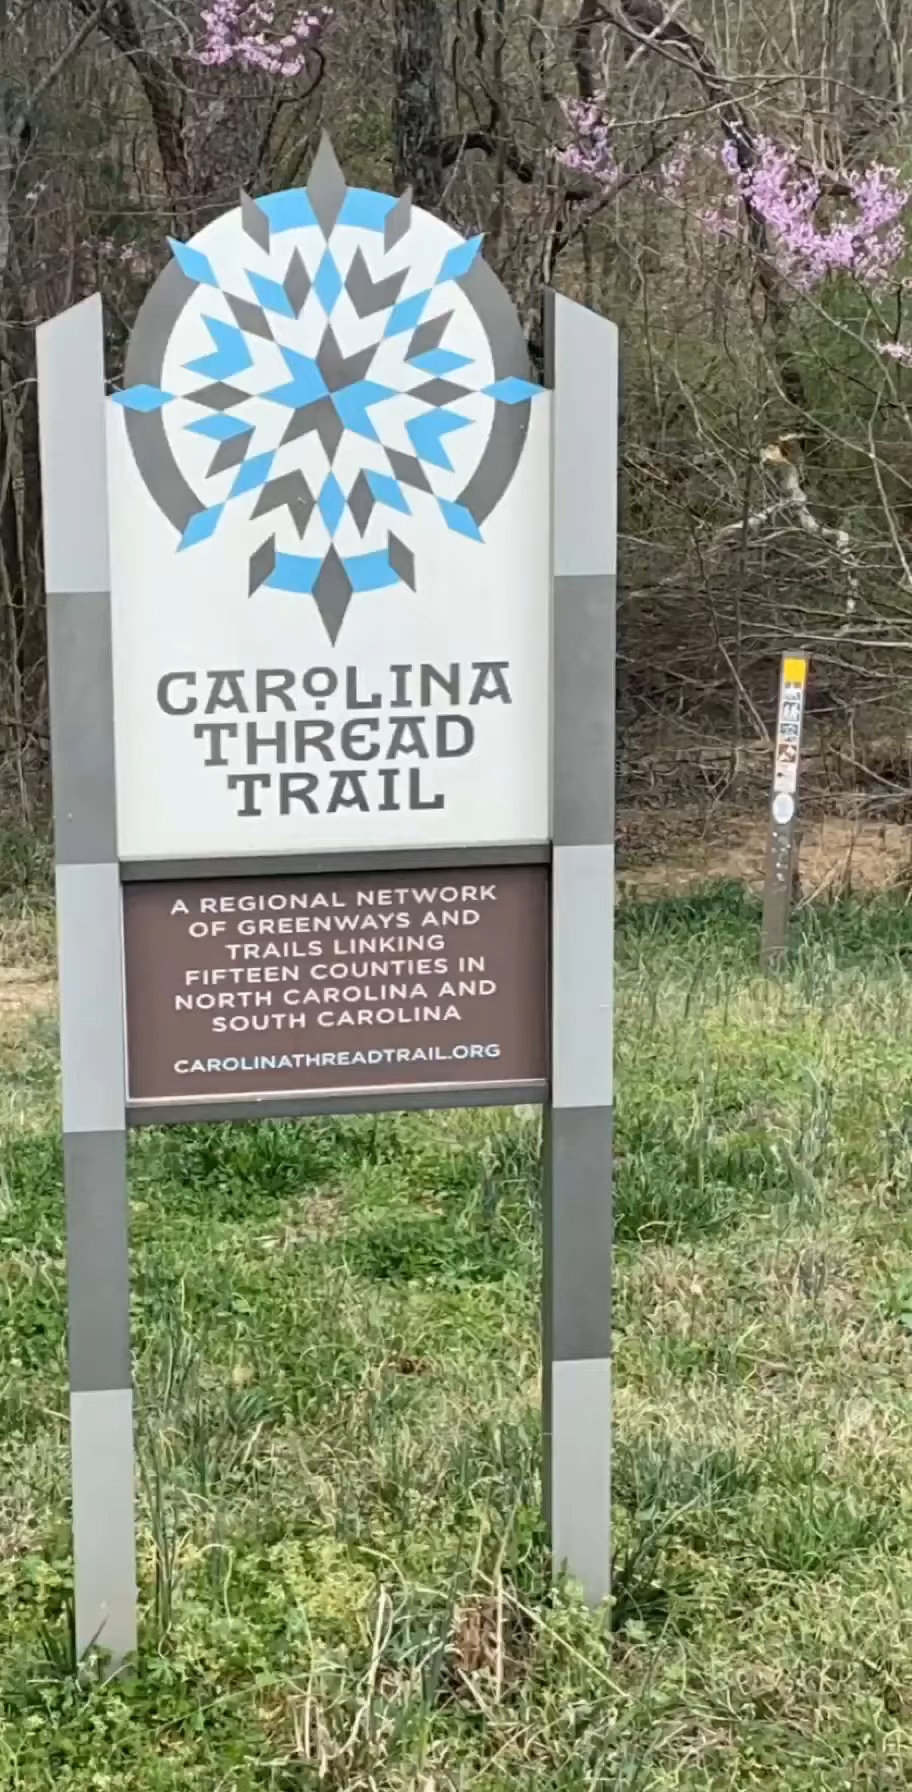 CAROLINA
THREAD
TRAIL
A REGIONAL NETWORK
OF GREENWAYS AND
TRAILS LINKING
FIFTEEN COUNTIES IN
NORTH CAROLINA AND
SOUTH CAROLINA
CAROLINATHREADTRAIL.ORG